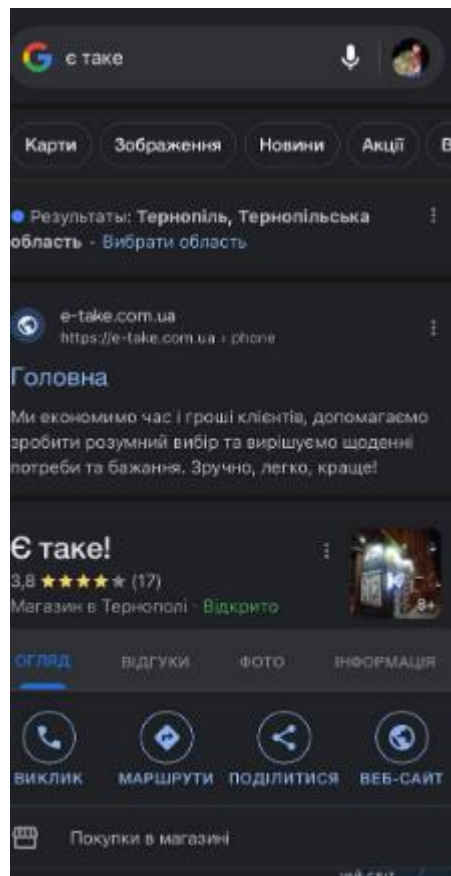 є таке
Карти Зображення Новини Акції В
Результаты: Тернопіль, Тернопільська
область - Вибрати область
e-take.com.ua
https://e-take.com.ua › phone
Головна
Ми економимо час і гроші клієнтів, допомагаємо
зробити розумний вибір та вирішуємо щоденні
потреби та бажання. Зручно, легко, краще!
Є таке!
3,8 ★★★★★ (17)
Магазин в Тернополі · Відкрито
8+
ОГЛЯД ВІДГУКИ ФОТО ІНФОРМАЦІЯ
ВИКЛИК МАРШРУТИ ПОДІЛИТИСЯ ВЕБ-САЙТ
Покупки в магазині